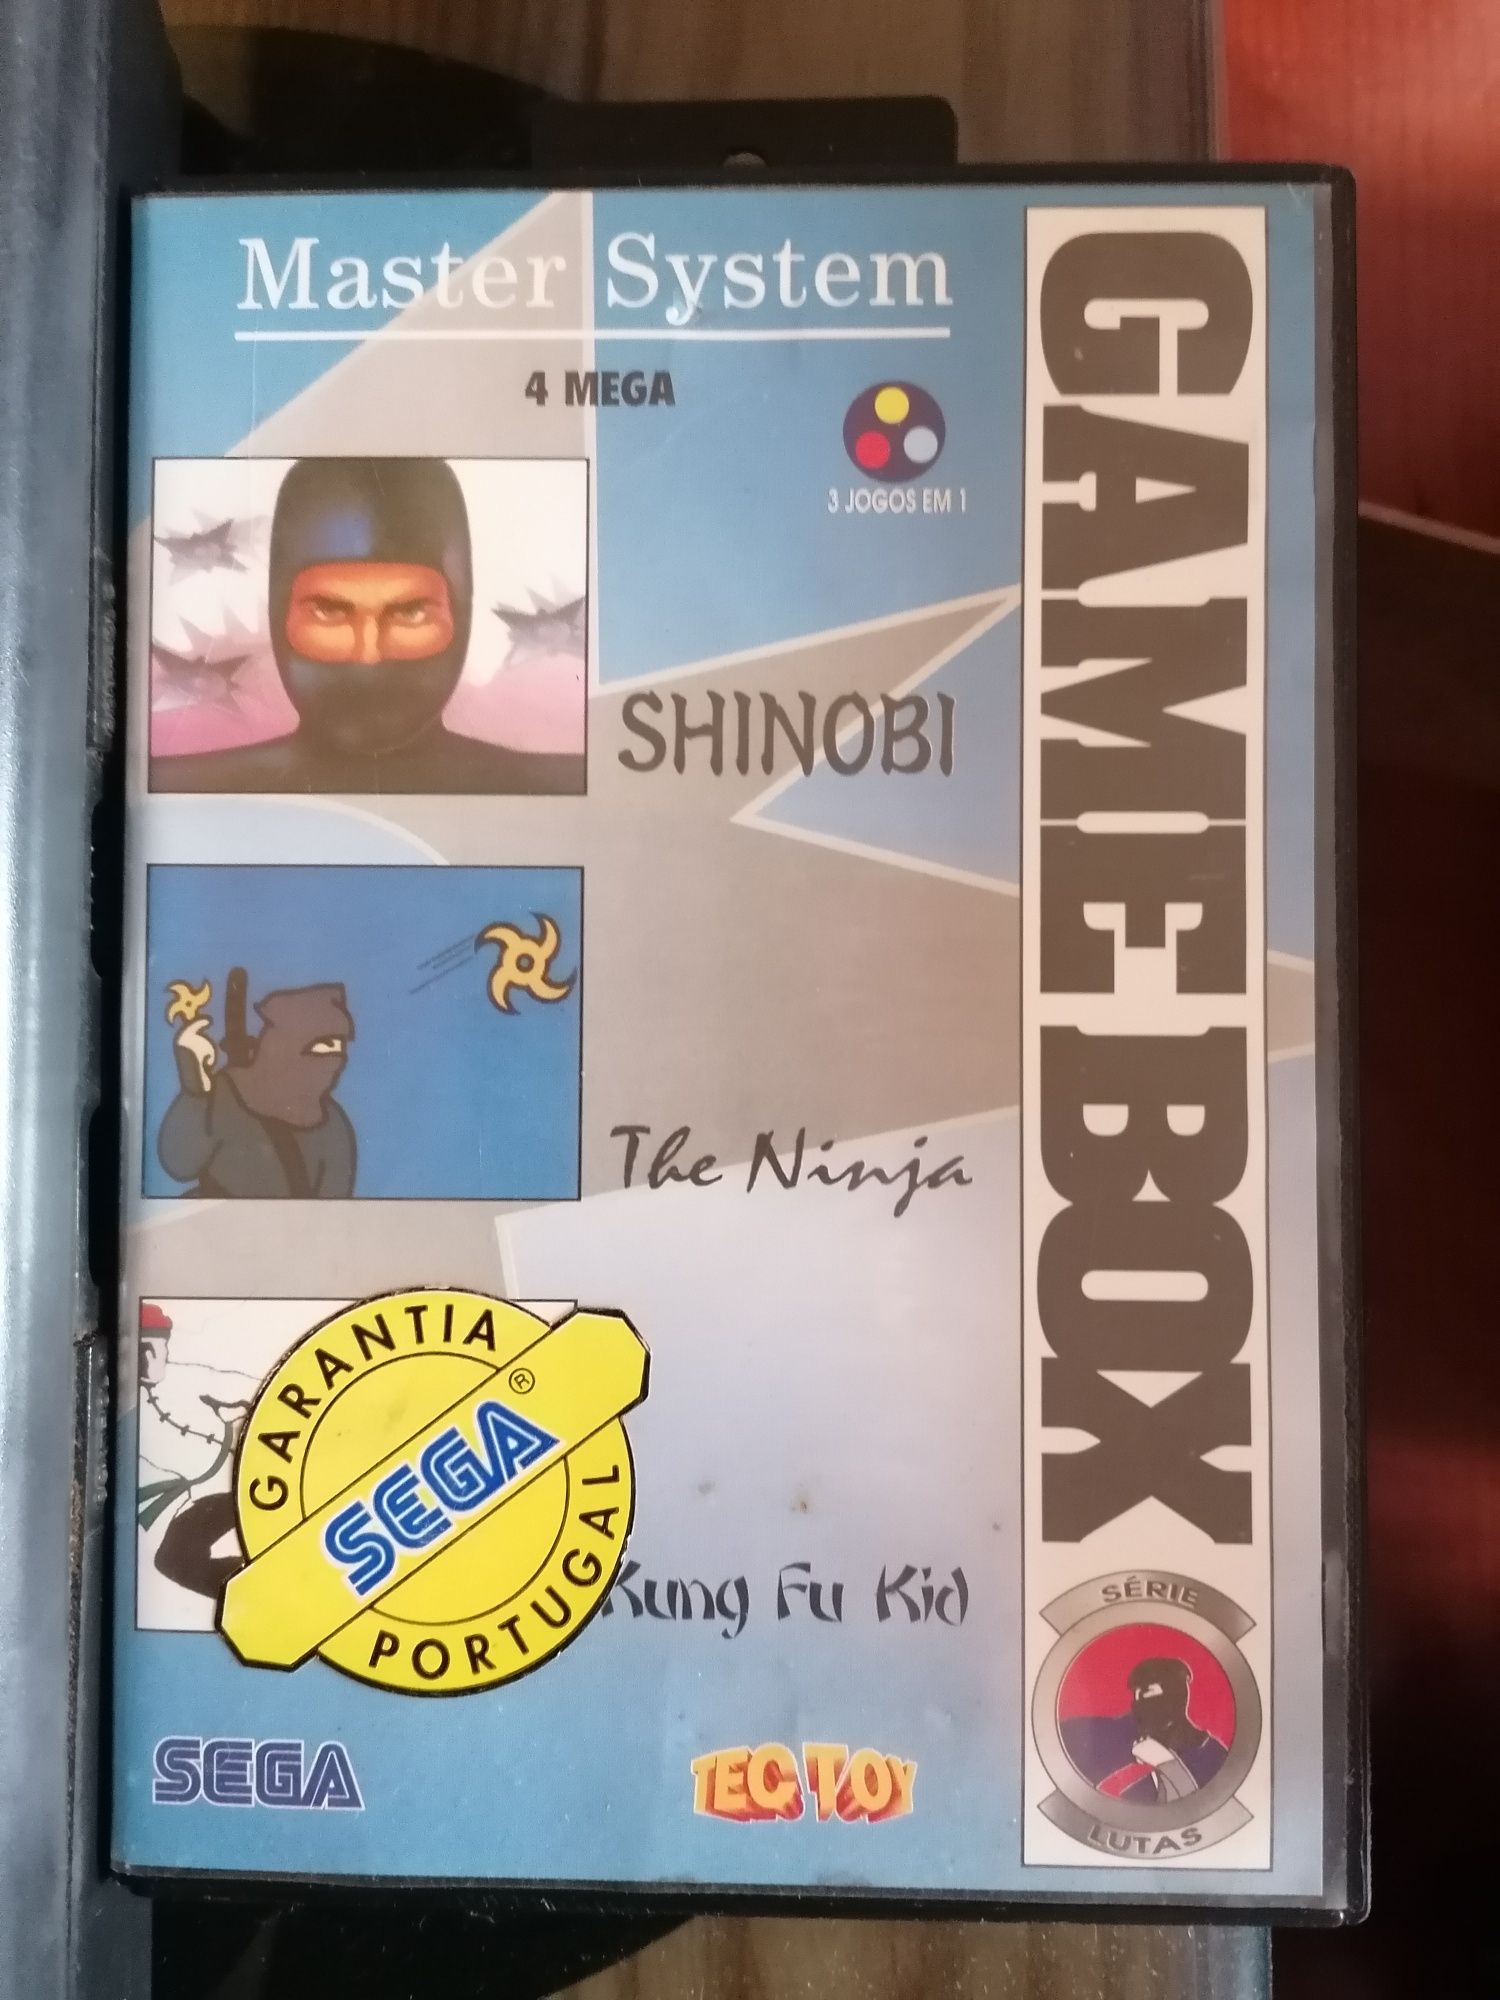 Master System
4 MEGA
3 JOGOS EM 1
SHINOBI
The Ninja
Kung Fu Kid
GARANTIA
SEGA®
PORTUGAL
SEGA
TEC TOY
GAME BOX
SÉRIE
LUTAS